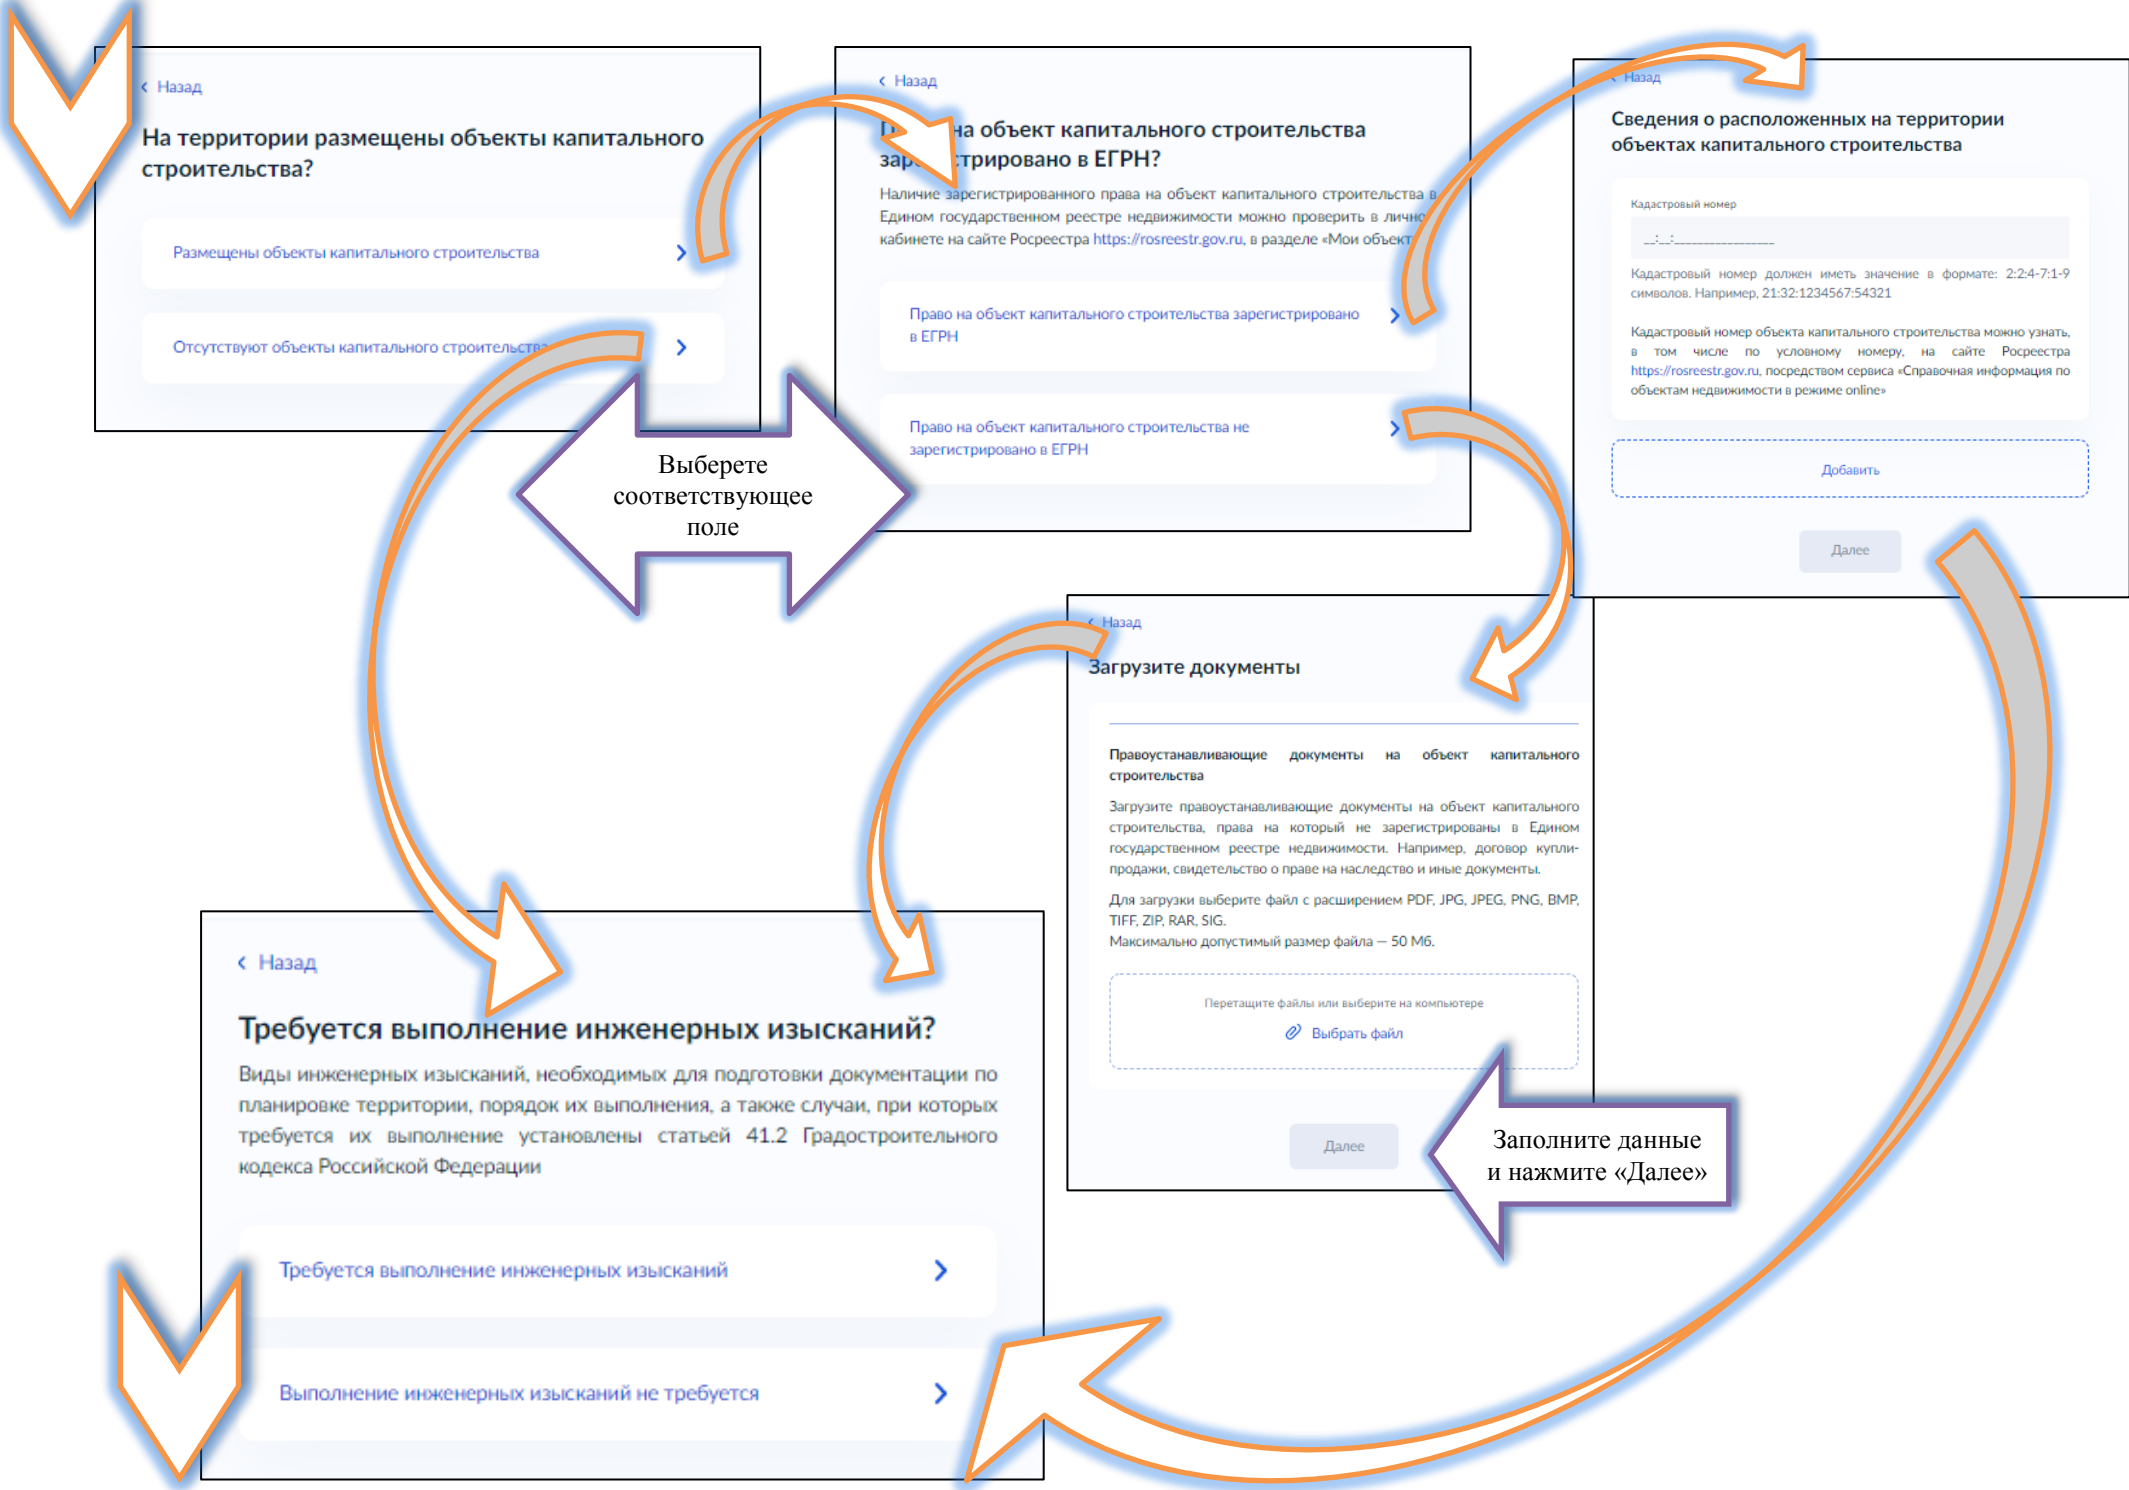 Назад
На территории размещены объекты капитального
строительства?
Размещены объекты капитального строительства
Отсутствуют объекты капитального строительства
Выберете
соответствующее
поле
Назад
на объект капитального строительства
зарегистрировано в ЕГРН?
Наличие зарегистрированного права на объект капитального строительства в
Едином государственном реестре недвижимости можно проверить в
кабинете на сайте Росреестра https://rosreestr.gov.ru, в разделе «Мои
Право на объект капитального строительства зарегистрировано
в ЕГРН
Право на объект капитального строительства не
зарегистрировано в ЕГРН
Назад
Сведения о расположенных на территории
объектах капитального строительства
Кадастровый номер
__:__:_________________
Кадастровый номер должен иметь значение в формате: 2:2:4-7:1-9
символов. Например, 21:32:1234567:54321
Кадастровый номер объекта капитального строительства можно узнать,
в том числе по условному номеру, на сайте Росреестра
https://rosreestr.gov.ru, посредством сервиса «Справочная информация по
объектам недвижимости в режиме online»
Добавить
Далее
Назад
Загрузите документы
Правоустанавливающие документы на объект капитального
строительства
Загрузите правоустанавливающие документы на объект капитального
строительства, права на который не зарегистрированы в Едином
государственном реестре недвижимости. Например, договор купли-
продажи, свидетельство о праве на наследство и иные документы.
Для загрузки выберите файл с расширением PDF, JPG, JPEG, PNG, BMP,
TIFF, ZIP, RAR, SIG.
Максимально допустимый размер файла — 50 Мб.
Перетащите файлы или выберите на компьютере
Выбрать файл
Далее
Заполните данные
и нажмите «Далее»
Назад
Требуется выполнение инженерных изысканий?
Виды инженерных изысканий, необходимых для подготовки документации по
планировке территории, порядок их выполнения, а также случаи, при которых
требуется их выполнение установлены статьей 41.2 Градостроительного
кодекса Российской Федерации
Требуется выполнение инженерных изысканий
Выполнение инженерных изысканий не требуется